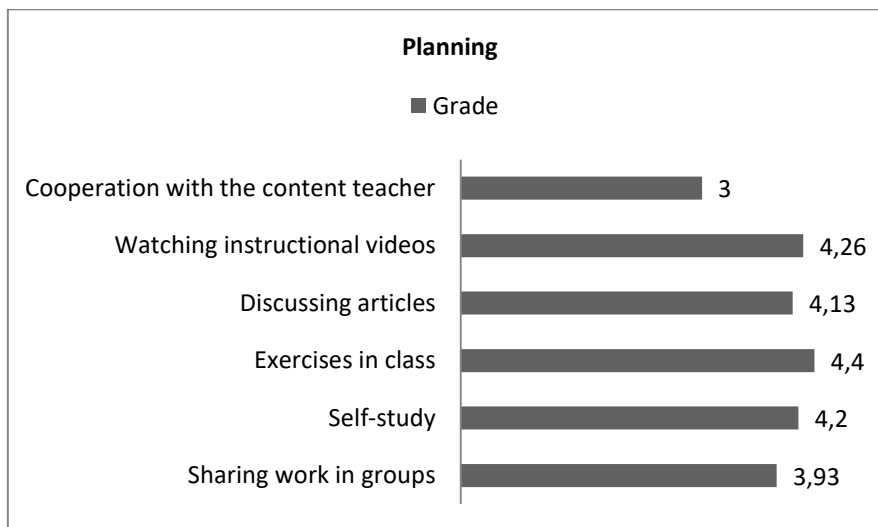 Planning
Grade
Cooperation with the content teacher 3
Watching instructional videos 4,26
Discussing articles 4,13
Exercises in class 4,4
Self-study 4,2
Sharing work in groups 3,93